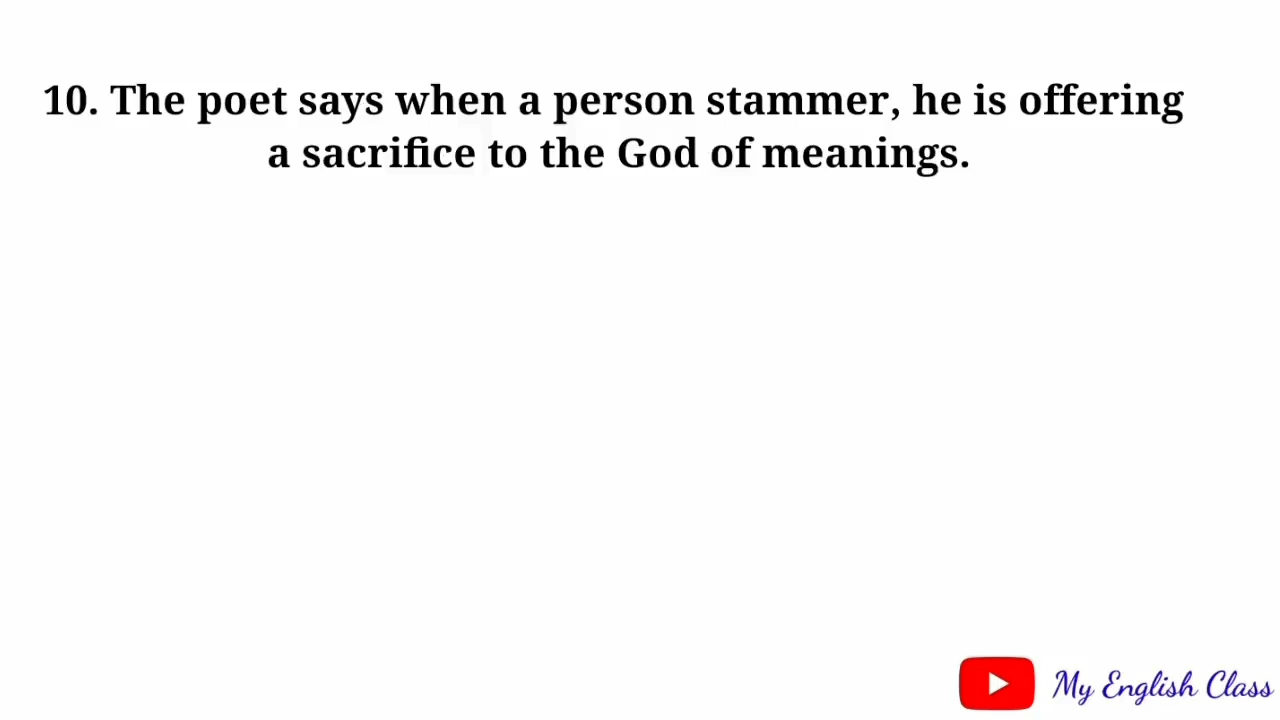 10. The poet says when a person stammer, he is offering
a sacrifice to the God of meanings.
My English Class